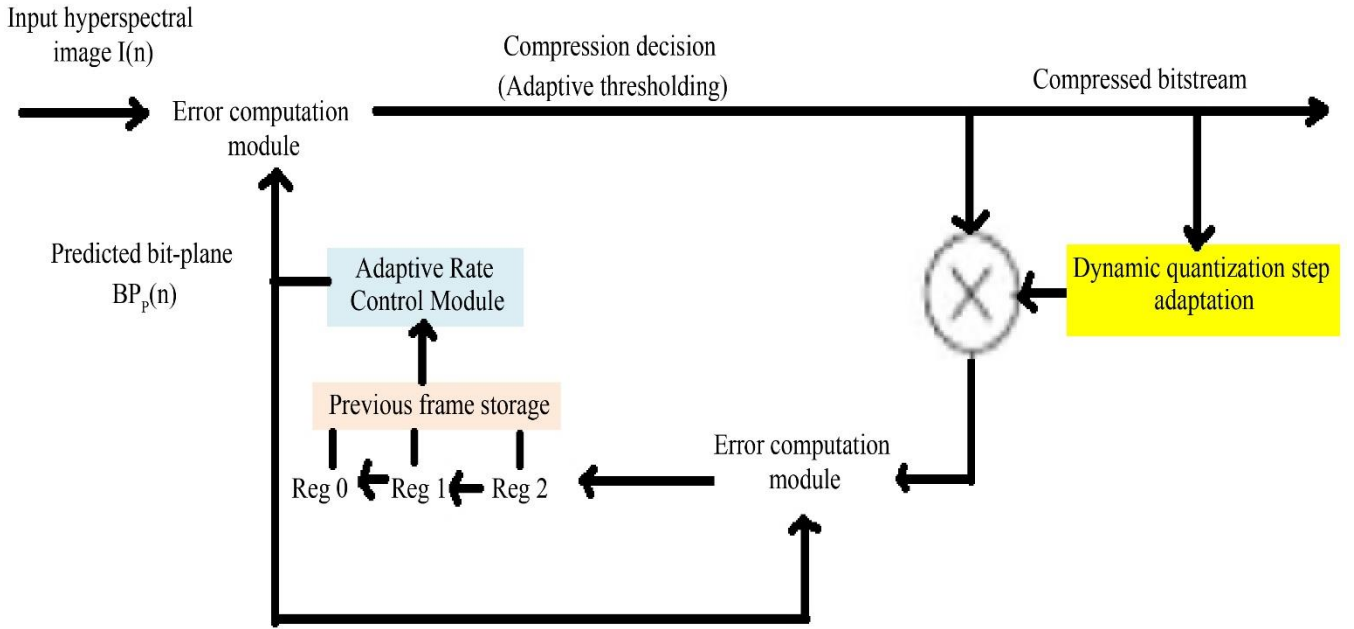 Input hyperspectral
image I(n)
Compression decision
(Adaptive thresholding)
Compressed bitstream
Error computation
module
Predicted bit-plane
BPₚ(n)
Adaptive Rate
Control Module
Dynamic quantization step
adaptation
Previous frame storage
Error computation
module
Reg 0
Reg 1
Reg 2